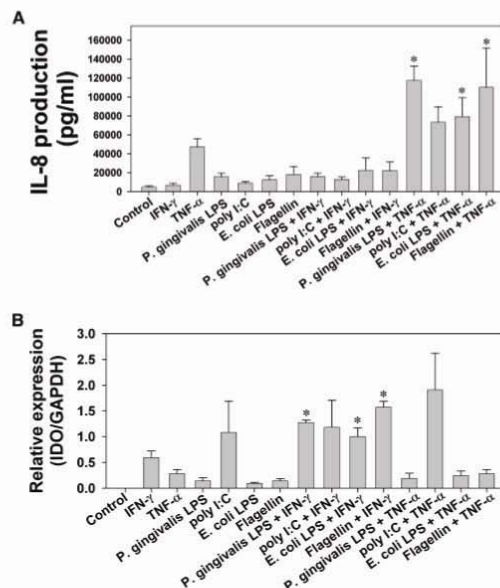 A
IL-8 production
(pg/ml)
160000
140000
120000
100000
80000
60000
40000
20000
0
* * *
Control
IFN-γ
TNF-α
P. gingivalis LPS
poly I:C
E. coli LPS
Flagellin
P. gingivalis LPS + IFN-γ
poly I:C + IFN-γ
E. coli LPS + IFN-γ
Flagellin + IFN-γ
P. gingivalis LPS + TNF-α
poly I:C + TNF-α
E. coli LPS + TNF-α
Flagellin + TNF-α
B
Relative expression
(IDO/GAPDH)
3.0
2.5
2.0
1.5
1.0
0.5
0.0
* * *
Control
IFN-γ
TNF-α
P. gingivalis LPS
poly I:C
E. coli LPS
Flagellin
P. gingivalis LPS + IFN-γ
poly I:C + IFN-γ
E. coli LPS + IFN-γ
Flagellin + IFN-γ
P. gingivalis LPS + TNF-α
poly I:C + TNF-α
E. coli LPS + TNF-α
Flagellin + TNF-α